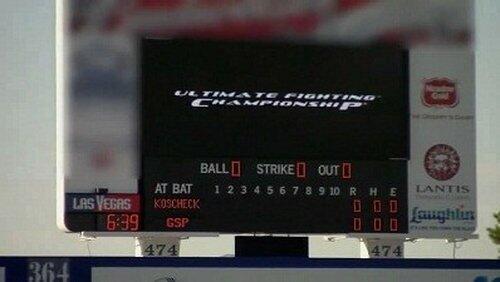 ULTIMATE FIGHTING
CHAMPIONSHIP
Meadow Gold
BALL 0 STRIKE 0 OUT 0
AT BAT 1 2 3 4 5 6 7 8 9 10 R H E
LANTIS
LAS VEGAS KOSCHECK 0 0 0
6:39 GSP 0 0 0
Laughlin
474 474
364